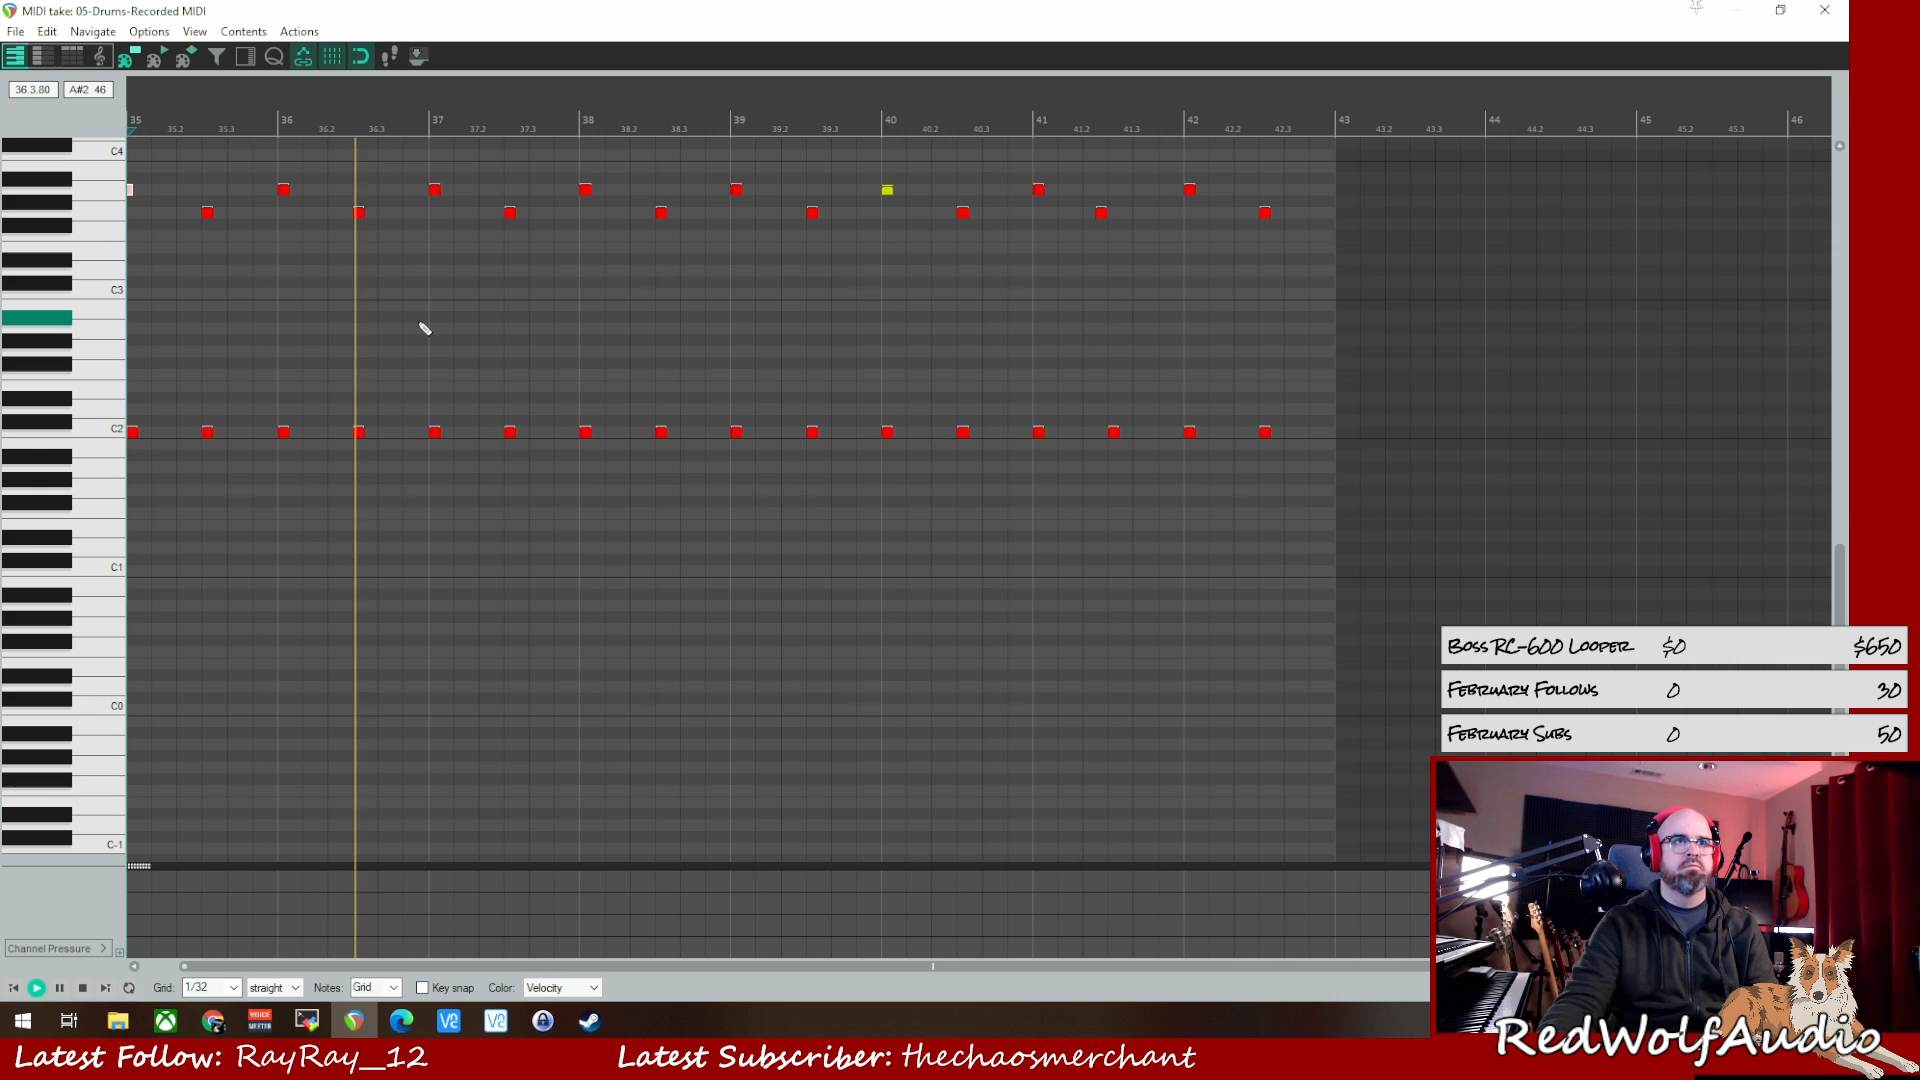 MIDI take: 05-Drums-Recorded MIDI
File Edit Navigate Options View Contents Actions
36.3.80 A#2 46
35 36 37 38 39 40 41 42 43 44 45 46
35.2 35.3 36.2 36.3 37.2 37.3 38.2 38.3 39.2 39.3 40.2 40.3 41.2 41.3 42.2 42.3 43.2 43.3 44.2 44.3 45.2 45.3
C4
C3
C2
C1
C0
C-1
Boss RC-600 Looper $0 $650
February Follows 0 30
February Subs 0 50
Channel Pressure
Grid: 1/32 straight Notes: Grid Key snap Color: Velocity
VOICE MEETER
V2 V2
RedWolfAudio
Latest Follow: RayRay_12 Latest Subscriber: thechaosmerchant